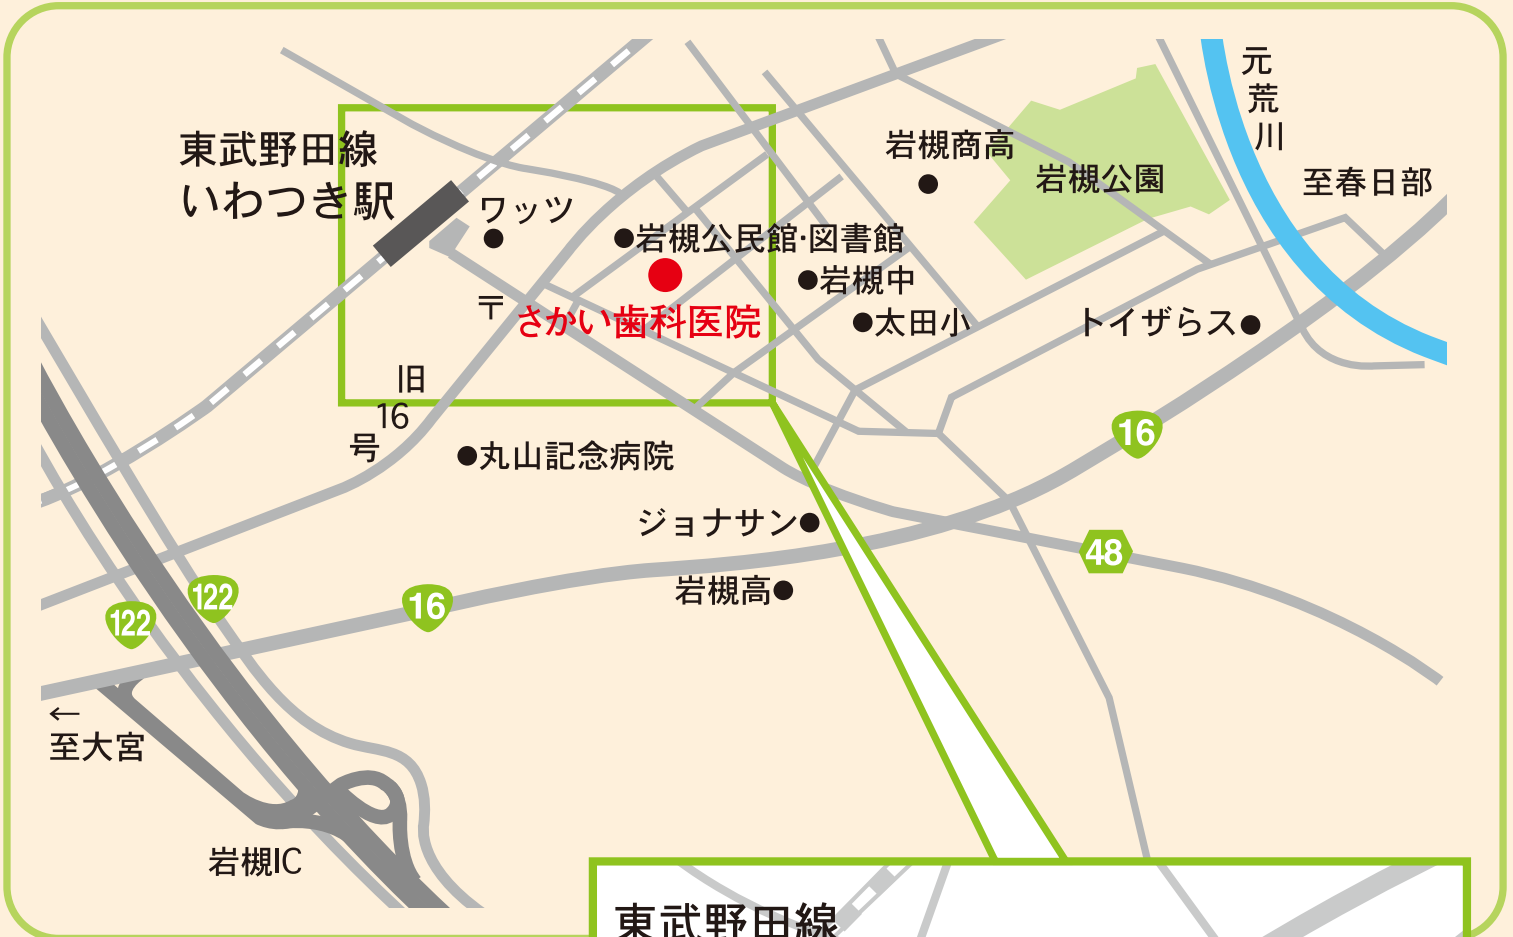 元荒川
東武野田線
いわつき駅
岩槻商高
岩槻公園
至春日部
ワッツ
岩槻公民館·図書館
岩槻中
〒
さかい歯科医院
太田小
トイザらス
旧16号
16
丸山記念病院
ジョナサン
48
岩槻高
122
122
16
←
至大宮
岩槻IC
東武野田線